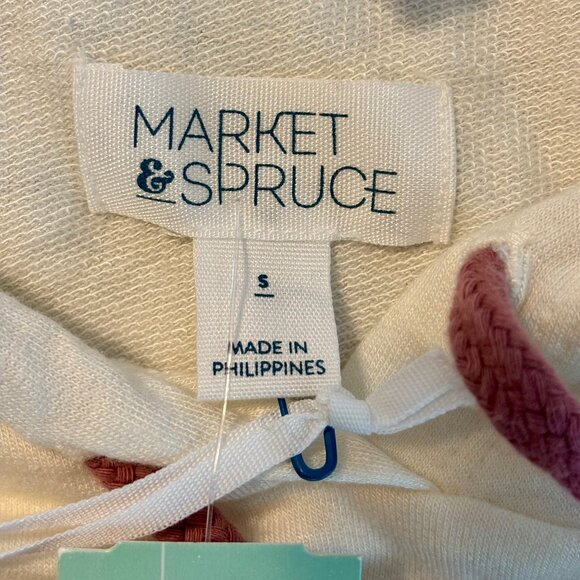 MARKET
& SPRUCE
S
MADE IN
PHILIPPINES